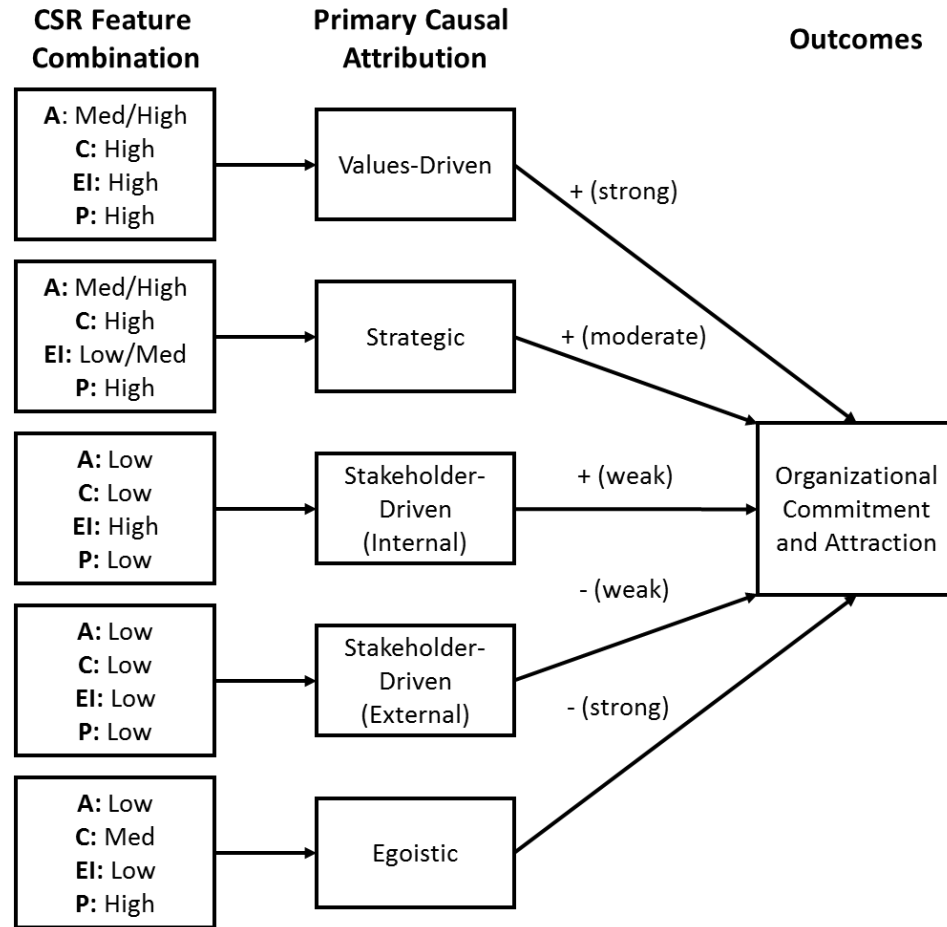 CSR Feature
Combination
Primary Causal
Attribution
Outcomes
A: Med/High
C: High
EI: High
P: High
Values-Driven
+ (strong)
A: Med/High
C: High
EI: Low/Med
P: High
Strategic
+ (moderate)
A: Low
C: Low
EI: High
P: Low
Stakeholder-
Driven
(Internal)
+ (weak)
Organizational
Commitment
and Attraction
A: Low
C: Low
EI: Low
P: Low
Stakeholder-
Driven
(External)
- (weak)
- (strong)
A: Low
C: Med
EI: Low
P: High
Egoistic